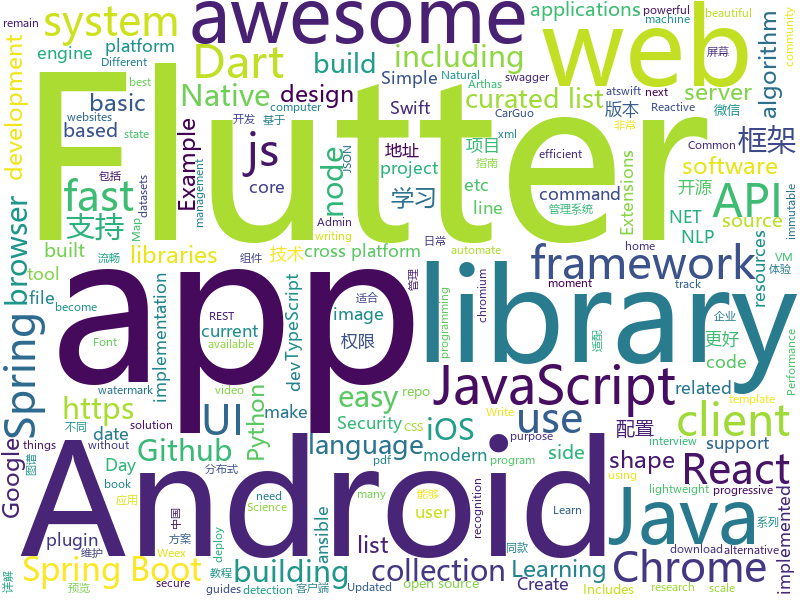 remain
system
awesome
applications
powerful
beautiful
engine
platform
Different
Dart
build
including
machine
屏幕
community
Native
Simple
design
curated list
server
algorithm
development
basic
based
best
Natural
Arthas
swagger
Swift
atswift
next
Reactive
版本
微信
websites
computer
state
js
Example
node
开发
基于
地址
项目
指南
CarGuo
xml
非常
Common
框架
fast
支持
包括
datasets
Map
management
core
JSON
project
学习
etc
line
efficient
command
管理系统
Extensions
开源
NET
NLP
software
API
source
immutable
Flutter
web
browser
built
流畅
libraries
组件
Admin
writing
技术
cross platform
日常
automate
home
framework
resources
VM
体验
tool
file
become
implementation
REST
available
TypeScript
dev
image
current
适合
权限
管理
chromium
programming
moment
track
适配
企业
更好
code
Performance
Spring
app
library
Android
Font
https
watermark
video
UI
Python
easy
repo
JavaScript
use
client
related
template
Google
date
Day
Github
make
Security
CSS
iOS
Write
solution
support
shape
things
without
不同
language
modern
side
purpose
interview
progressive
图谱
book
plugin
分布式
pdf
user
need
Science
many
能够
program
React
Java
using
lightweight
应用
ansible
recognition
list
open source
Learn
系列
中国
方案
Weex
维护
deploy
download
alternative
implemented
Chrome
Spring Boot
building
collection
Learning
同款
讲解
预览
secure
教程
guides
detection
客户端
Updated
Create
Includes
research
scale